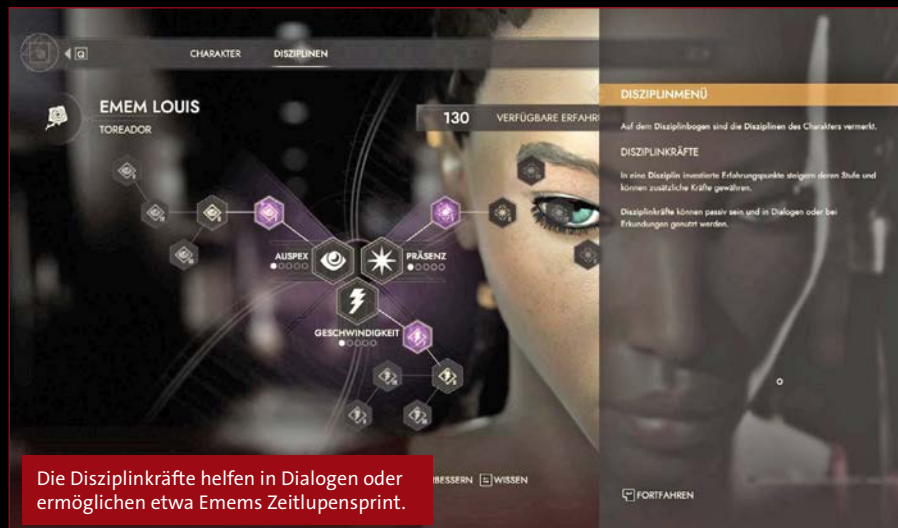 Q
CHARAKTER
DISZIPLINEN
EMEM LOUIS
TOREADOR
130 VERFÜGBARE
DISZIPLINMENÜ
Auf dem Disziplinbogen sind die Disziplinen des Charakters vermerkt.
DISZIPLINKRÄFTE
In eine Disziplin investierte Erfahrungspunkte steigern deren Stufe und
können zusätzliche Kräfte gewähren.
Disziplinkräfte können passiv sein und in Dialogen oder bei
Erkundungen genutzt werden.
AUSPEX
PRÄSENZ
GESCHWINDIGKEIT
WISSEN
FORTFAHREN
Die Disziplinkräfte helfen in Dialogen oder
ermöglichen etwa Emems Zeitlupensprint.